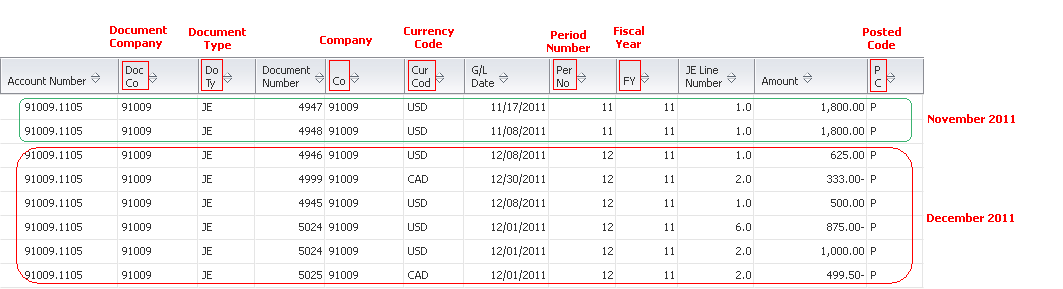 Document Company Document Type Company Currency Code Period Number Fiscal Year Posted Code
Account Number Doc Co Do Ty Document Number Co Cur Cod G/L Date Per No FY JE Line Number Amount P C
91009.1105 91009 JE 4947 91009 USD 11/17/2011 11 11 1.0 1,800.00 P
91009.1105 91009 JE 4948 91009 USD 11/08/2011 11 11 1.0 1,800.00 P
November 2011
91009.1105 91009 JE 4946 91009 USD 12/08/2011 12 11 1.0 625.00 P
91009.1105 91009 JE 4999 91009 CAD 12/30/2011 12 11 2.0 333.00- P
91009.1105 91009 JE 4945 91009 USD 12/08/2011 12 11 1.0 500.00 P
91009.1105 91009 JE 5024 91009 USD 12/01/2011 12 11 6.0 875.00- P
91009.1105 91009 JE 5024 91009 USD 12/01/2011 12 11 2.0 1,000.00 P
91009.1105 91009 JE 5025 91009 CAD 12/01/2011 12 11 2.0 499.50- P
December 2011